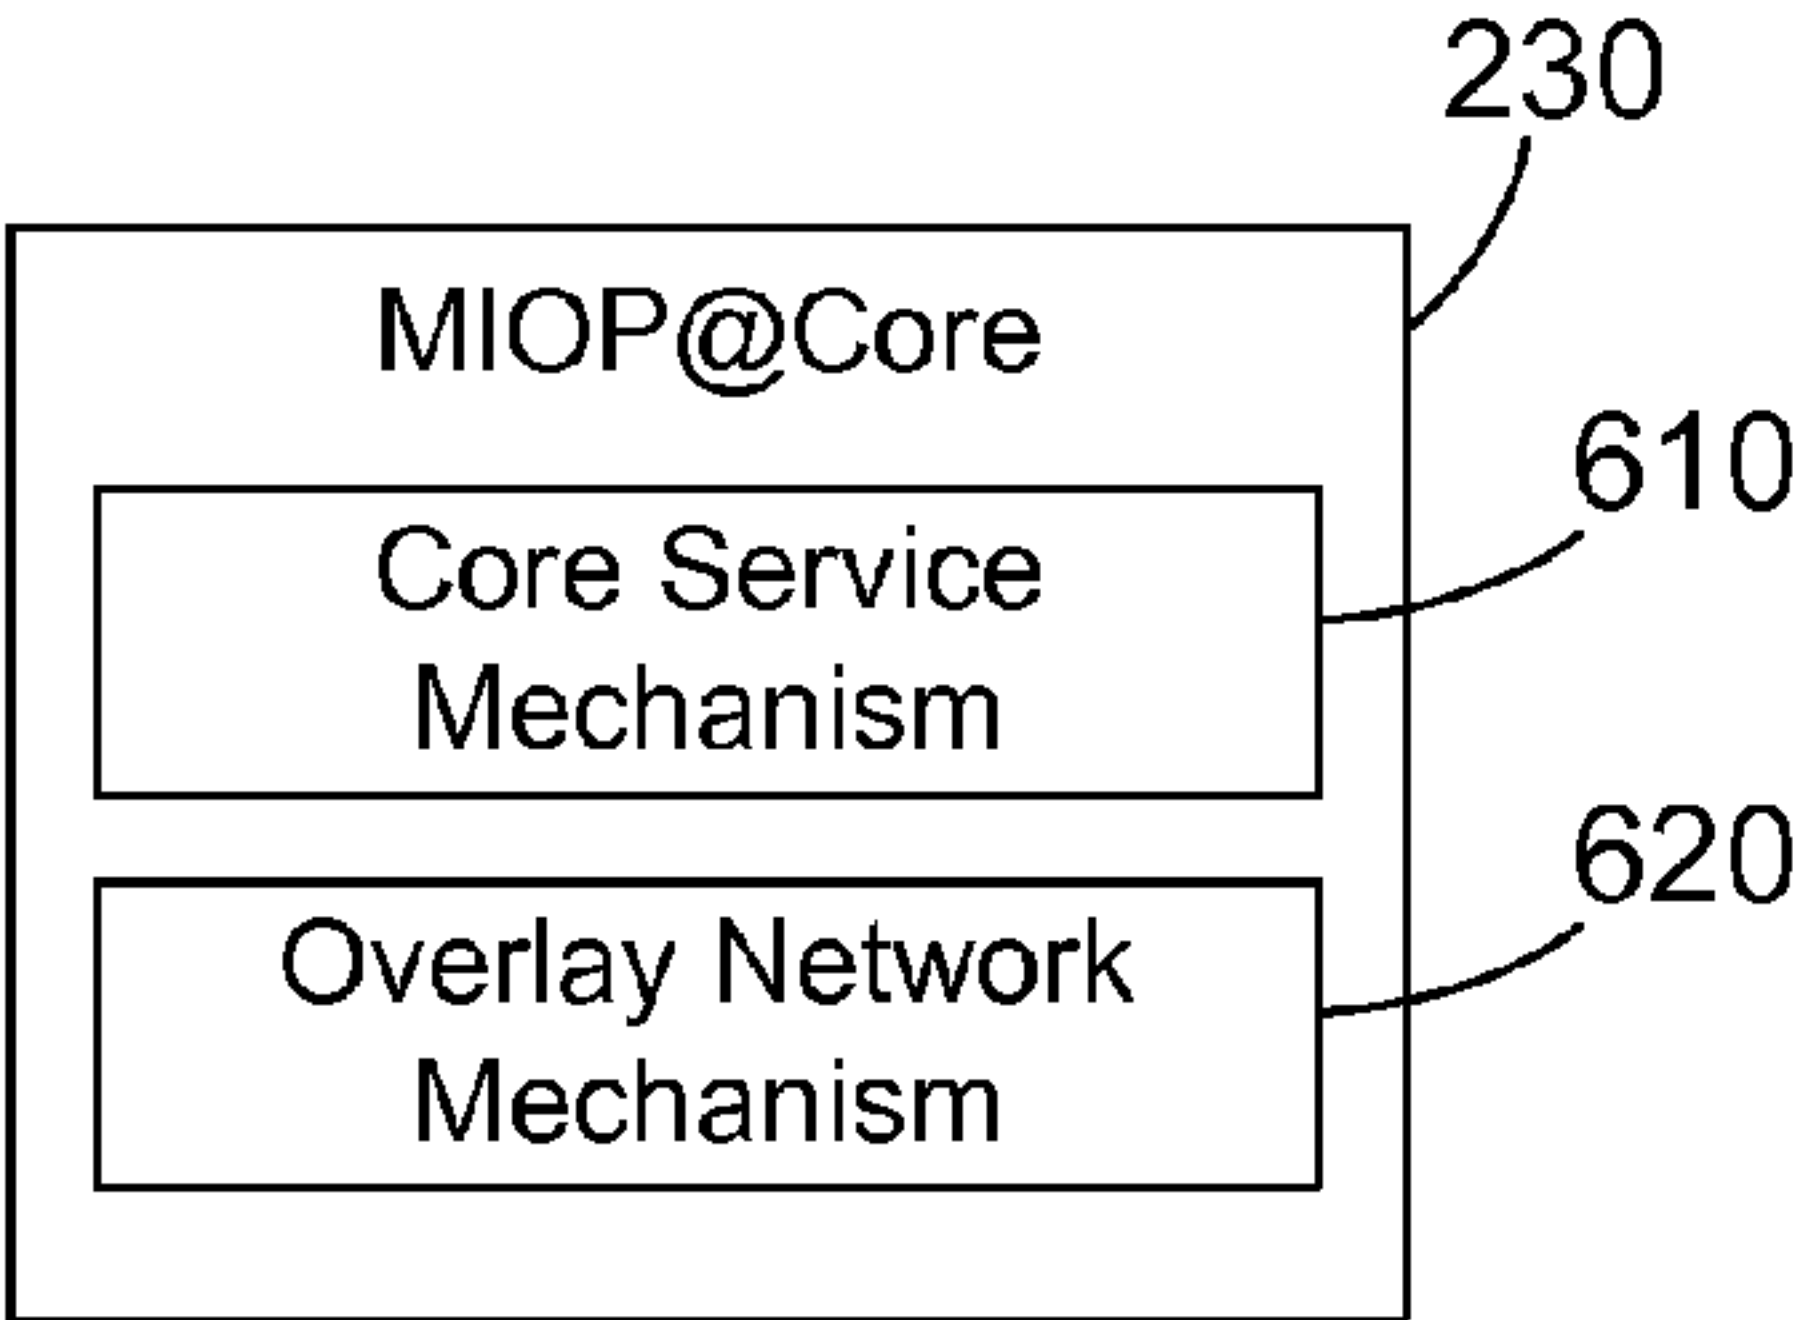 230
MIOP@Core
610
Core Service
Mechanism
620
Overlay Network
Mechanism